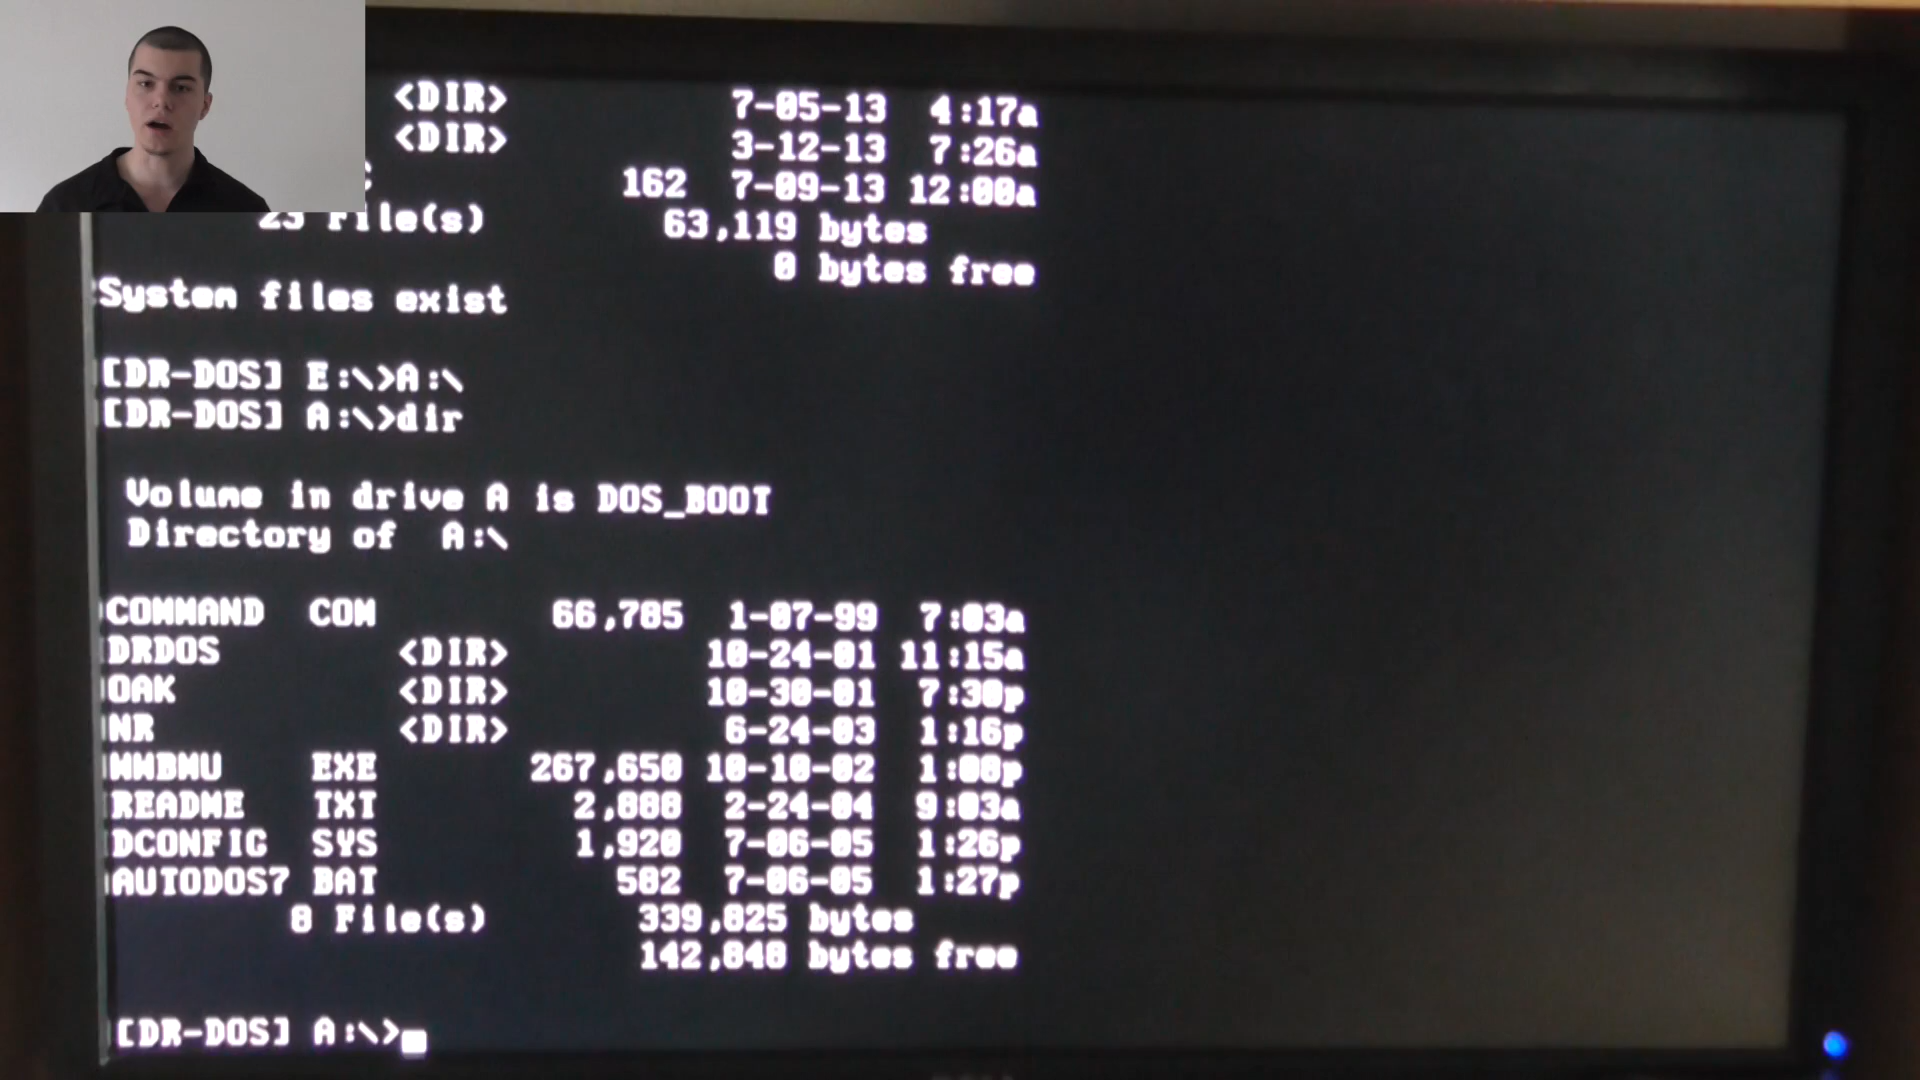 <DIR> 7-05-13 4:17a
<DIR> 3-12-13 7:26a
162 7-09-13 12:00a
23 File(s) 63,119 bytes
0 bytes free
System files exist
[DR-DOS] E:\>A:\
[DR-DOS] A:\>dir
Volume in drive A is DOS_BOOT
Directory of A:\
COMMAND COM 66,785 1-07-99 7:03a
DRDOS <DIR> 10-24-01 11:15a
OAK <DIR> 10-30-01 7:30p
NR <DIR> 6-24-03 1:16p
WWBMU EXE 267,650 10-10-02 1:00p
README TXT 2,888 2-24-04 9:03a
DCONFIG SYS 1,920 7-06-05 1:26p
AUTODOS7 BAT 582 7-06-05 1:27p
8 File(s) 339,825 bytes
142,848 bytes free
[DR-DOS] A:\>